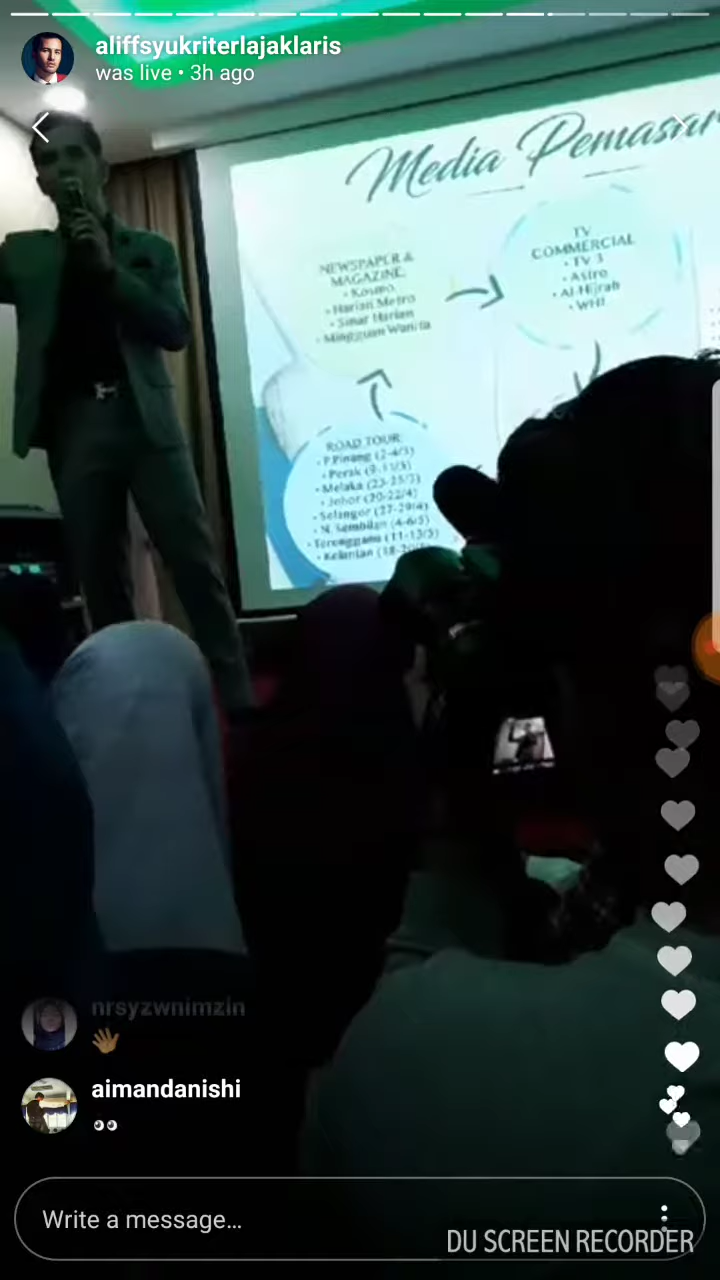 aliffsyukriterlajaklaris
was live • 3h ago
Media Pemasar
NEWSPAPER &
MAGAZINE:
• Kosmo
• Harian Metro
• Sinar Harian
• Mingguan Wanita
TV
COMMERCIAL
• TV 3
• Astro
• Al-Hijrah
• WHI
ROAD TOUR:
• P.Pinang (2-4/3)
• Perak (9-11/3)
• Melaka (23-25/3)
• Johor (20-22/4)
• Selangor (27-29/4)
• N. Sembilan (4-6/5)
• Terengganu (11-13/5)
• Kelantan (18-20/
nrsyzwnimzin
aimandanishi
Write a message...
DU SCREEN RECORDER